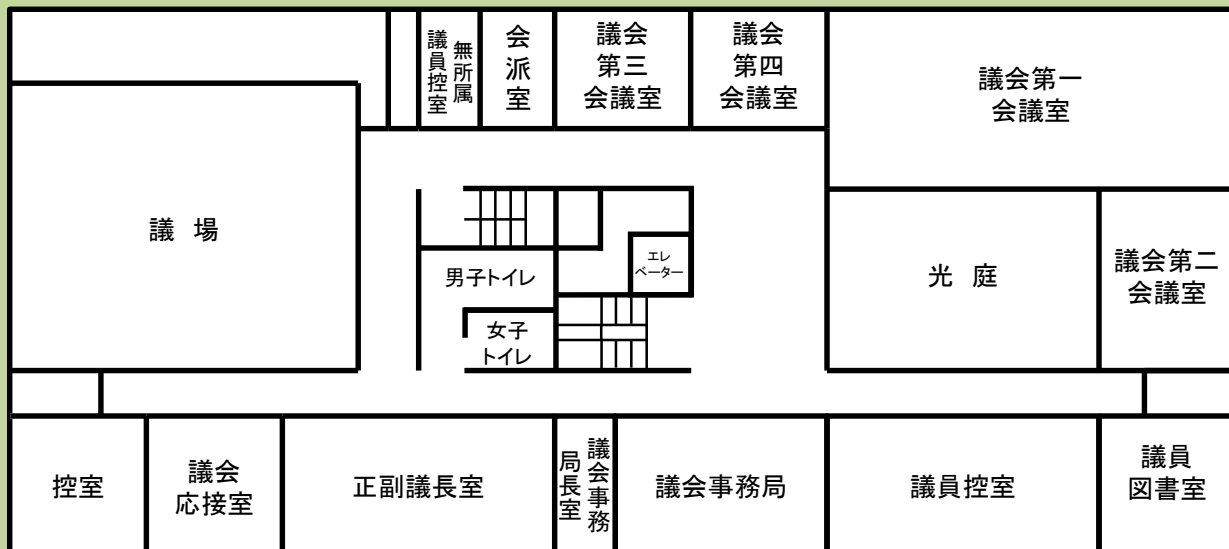 無所属
議員控室
会
派
室
議会
第三
会議室
議会
第四
会議室
議会第一
会議室
議 場
エレ
ベーター
男子トイレ
女子
トイレ
光 庭
議会第二
会議室
控室
議会
応接室
正副議長室
議会事務
局長室
議会事務局
議員控室
議員
図書室